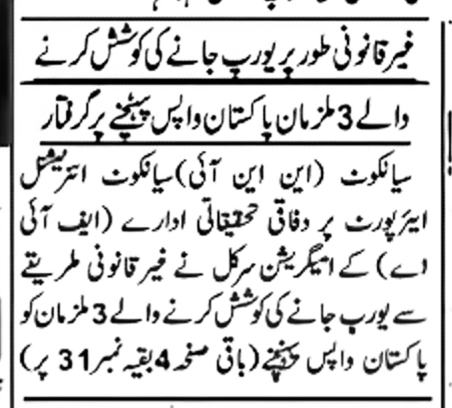 غیر قانونی طور پر یورپ جانے کی کوشش کرنے
والے 3 ملزمان پاکستان واپس پہنچنے پر گرفتار
سیالکوٹ (این این آئی) سیالکوٹ انٹرنیشنل
ایئرپورٹ پر وفاقی تحقیقاتی ادارے (ایف آئی
اے) کے امیگریشن سرکل نے غیر قانونی طریقے
سے یورپ جانے کی کوشش کرنے والے 3 ملزمان کو
پاکستان واپس پہنچنے (باقی صفحہ 4 بقیہ نمبر 31 پر)